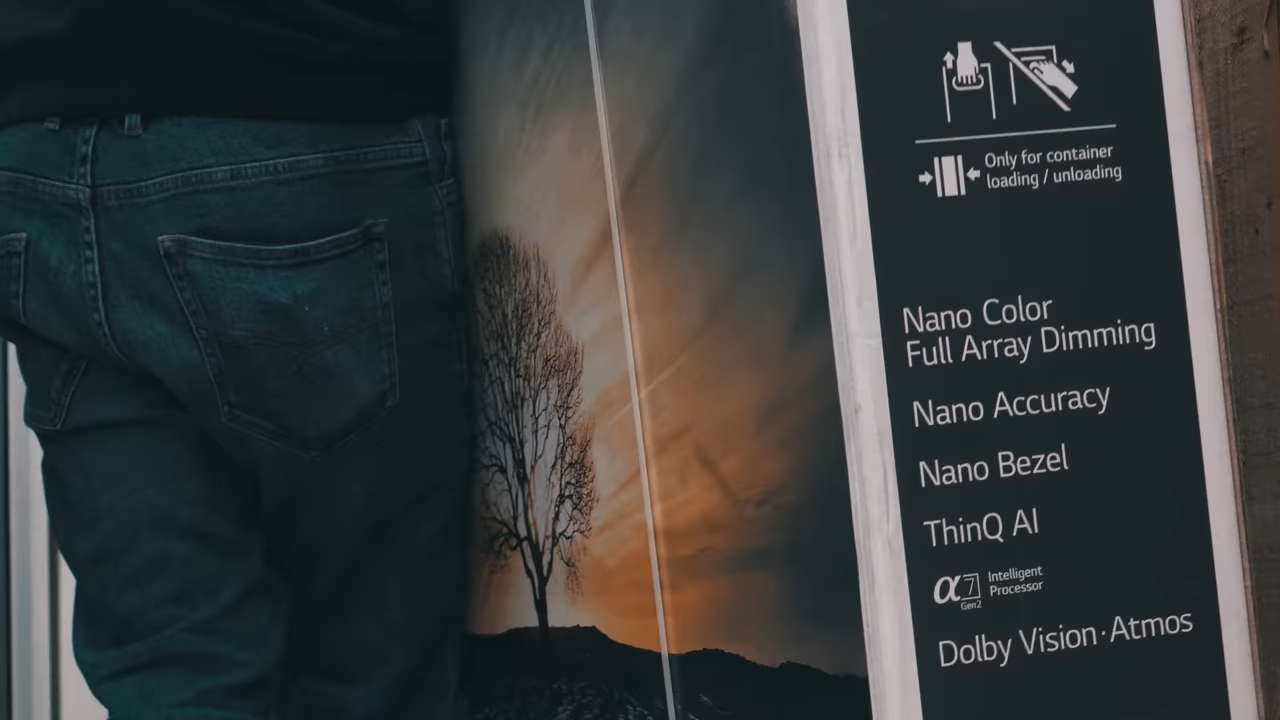 Only for container
loading / unloading
Nano Color
Full Array Dimming
Nano Accuracy
Nano Bezel
ThinQ AI
α7 Intelligent
Gen2 Processor
Dolby Vision·Atmos